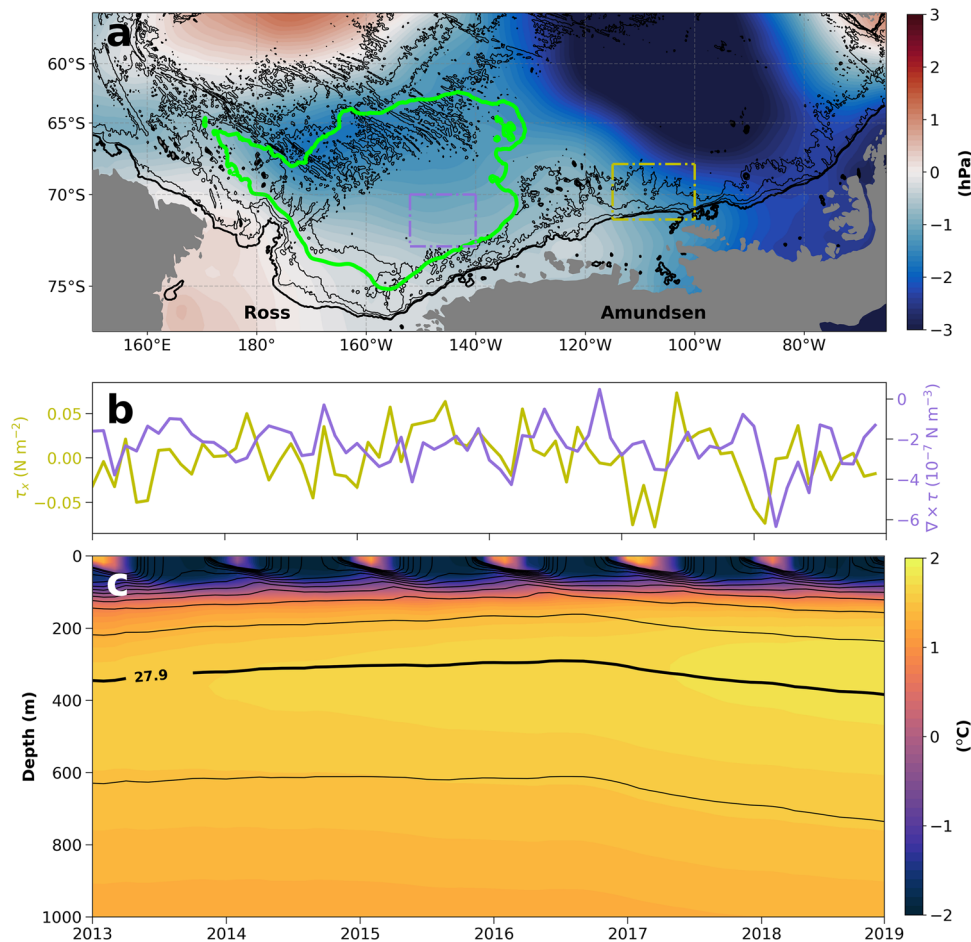 a
60°S
65°S
70°S
75°S
Ross
Amundsen
160°E
180°
160°W
140°W
120°W
100°W
80°W
3
2
1
0
−1
−2
−3
(hPa)
b
0.05
0.00
−0.05
τx (N m−2)
0
−2
−4
−6
∇ × τ (10−7 N m−3)
c
27.9
0
200
400
600
800
1000
Depth (m)
2013
2014
2015
2016
2017
2018
2019
2
1
0
−1
−2
(°C)